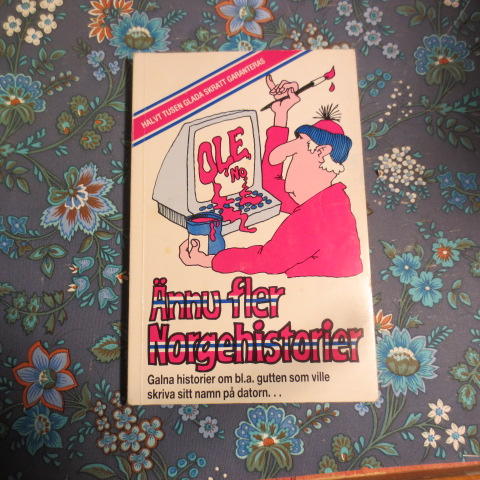 HALVT TUSEN GLADA SKRATT GARANTERAS
OLE
NO
Ännu fler
Norgehistorier
Galna historier om bl.a. gutten som ville
skriva sitt namn på datorn...